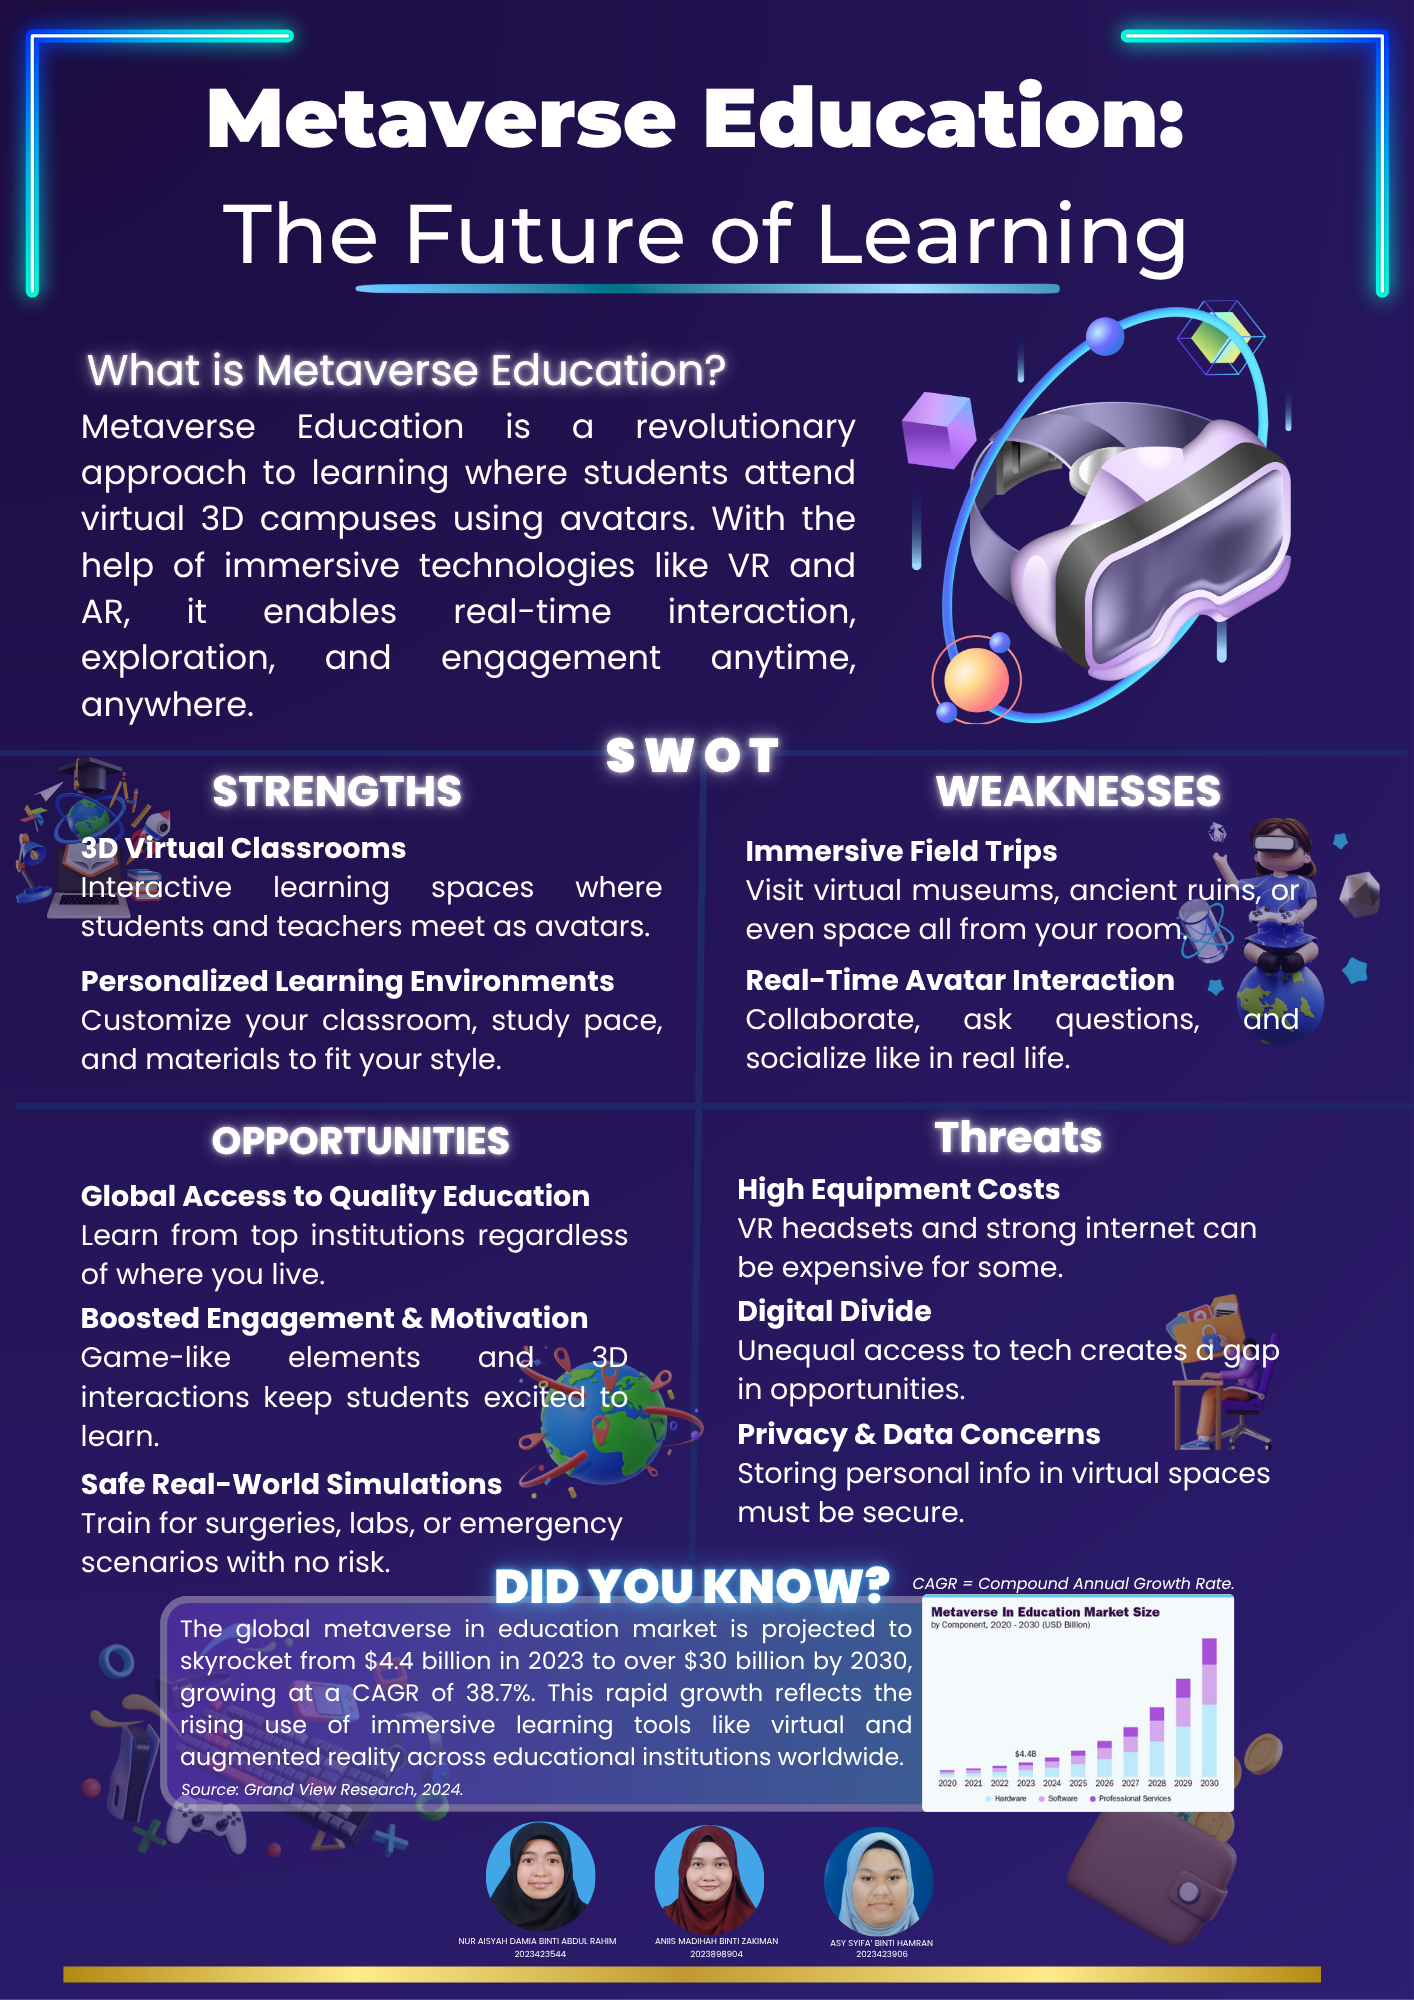 Metaverse Education:
The Future of Learning
What is Metaverse Education?
Metaverse Education is a revolutionary
approach to learning where students attend
virtual 3D campuses using avatars. With the
help of immersive technologies like VR and
AR, it enables real-time interaction,
exploration, and engagement anytime,
anywhere.
SWOT
STRENGTHS
3D Virtual Classrooms
Interactive learning spaces where
students and teachers meet as avatars.
Personalized Learning Environments
Customize your classroom, study pace,
and materials to fit your style.
WEAKNESSES
Immersive Field Trips
Visit virtual museums, ancient ruins, or
even space all from your room.
Real-Time Avatar Interaction
Collaborate, ask questions, and
socialize like in real life.
OPPORTUNITIES
Global Access to Quality Education
Learn from top institutions regardless
of where you live.
Boosted Engagement & Motivation
Game-like elements and 3D
interactions keep students excited to
learn.
Safe Real-World Simulations
Train for surgeries, labs, or emergency
scenarios with no risk.
Threats
High Equipment Costs
VR headsets and strong internet can
be expensive for some.
Digital Divide
Unequal access to tech creates a gap
in opportunities.
Privacy & Data Concerns
Storing personal info in virtual spaces
must be secure.
DID YOU KNOW?
The global metaverse in education market is projected to
skyrocket from $4.4 billion in 2023 to over $30 billion by 2030,
growing at a CAGR of 38.7%. This rapid growth reflects the
rising use of immersive learning tools like virtual and
augmented reality across educational institutions worldwide.
Source: Grand View Research, 2024.
CAGR = Compound Annual Growth Rate.
Metaverse In Education Market Size
by Component, 2020 - 2030 (USD Billion)
$4.4B
2020 2021 2022 2023 2024 2025 2026 2027 2028 2029 2030
Hardware Software Professional Services
NUR AISYAH DAMIA BINTI ABDUL RAHIM
2023423544
ANIIS MADIHAH BINTI ZAKIMAN
2023898904
ASY SYIFA' BINTI HAMRAN
2023423906